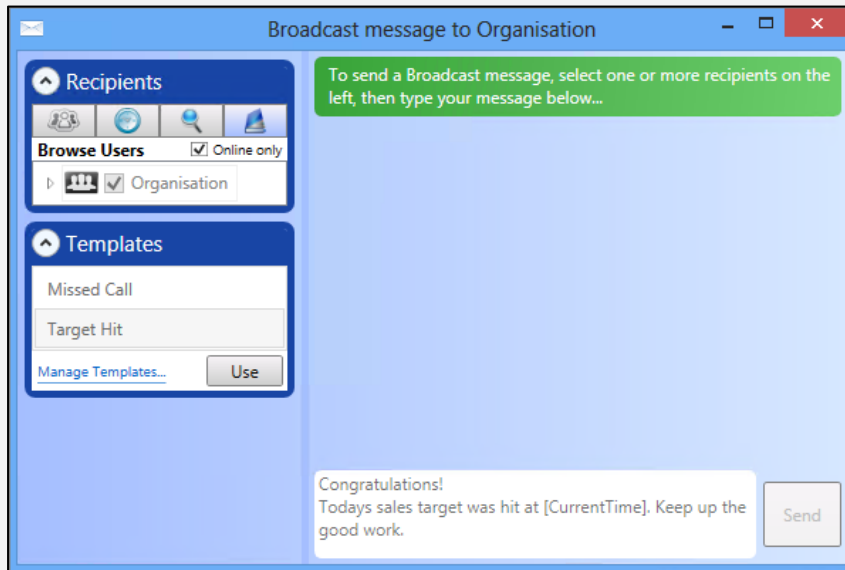 Broadcast message to Organisation
Recipients
Browse Users Online only
Organisation
Templates
Missed Call
Target Hit
Manage Templates... Use
To send a Broadcast message, select one or more recipients on the
left, then type your message below...
Congratulations!
Todays sales target was hit at [CurrentTime]. Keep up the
good work.
Send